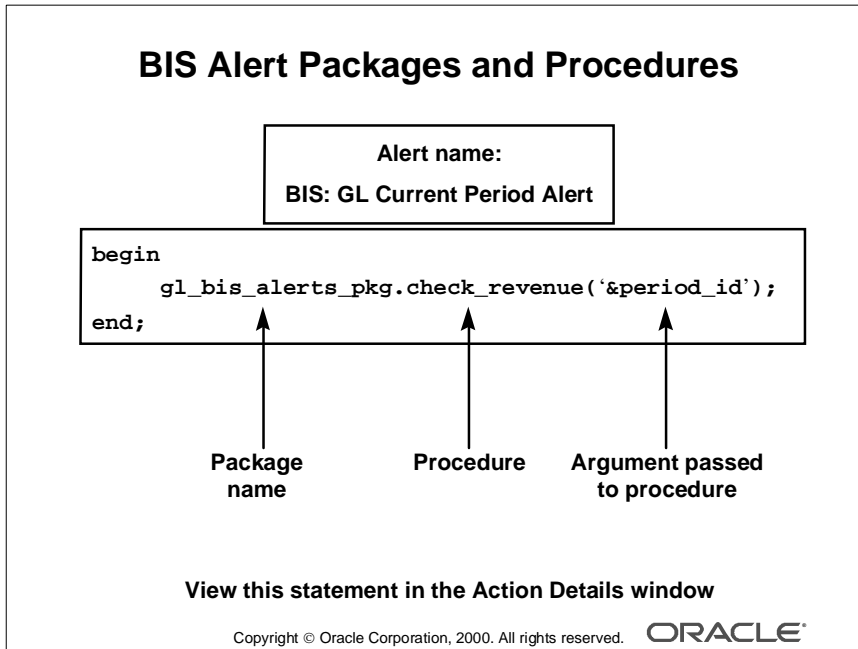 BIS Alert Packages and Procedures
Alert name:
BIS: GL Current Period Alert
begin
gl_bis_alerts_pkg.check_revenue(‘&period_id’);
end;
Package name
Procedure
Argument passed to procedure
View this statement in the Action Details window
Copyright © Oracle Corporation, 2000. All rights reserved.
ORACLE®